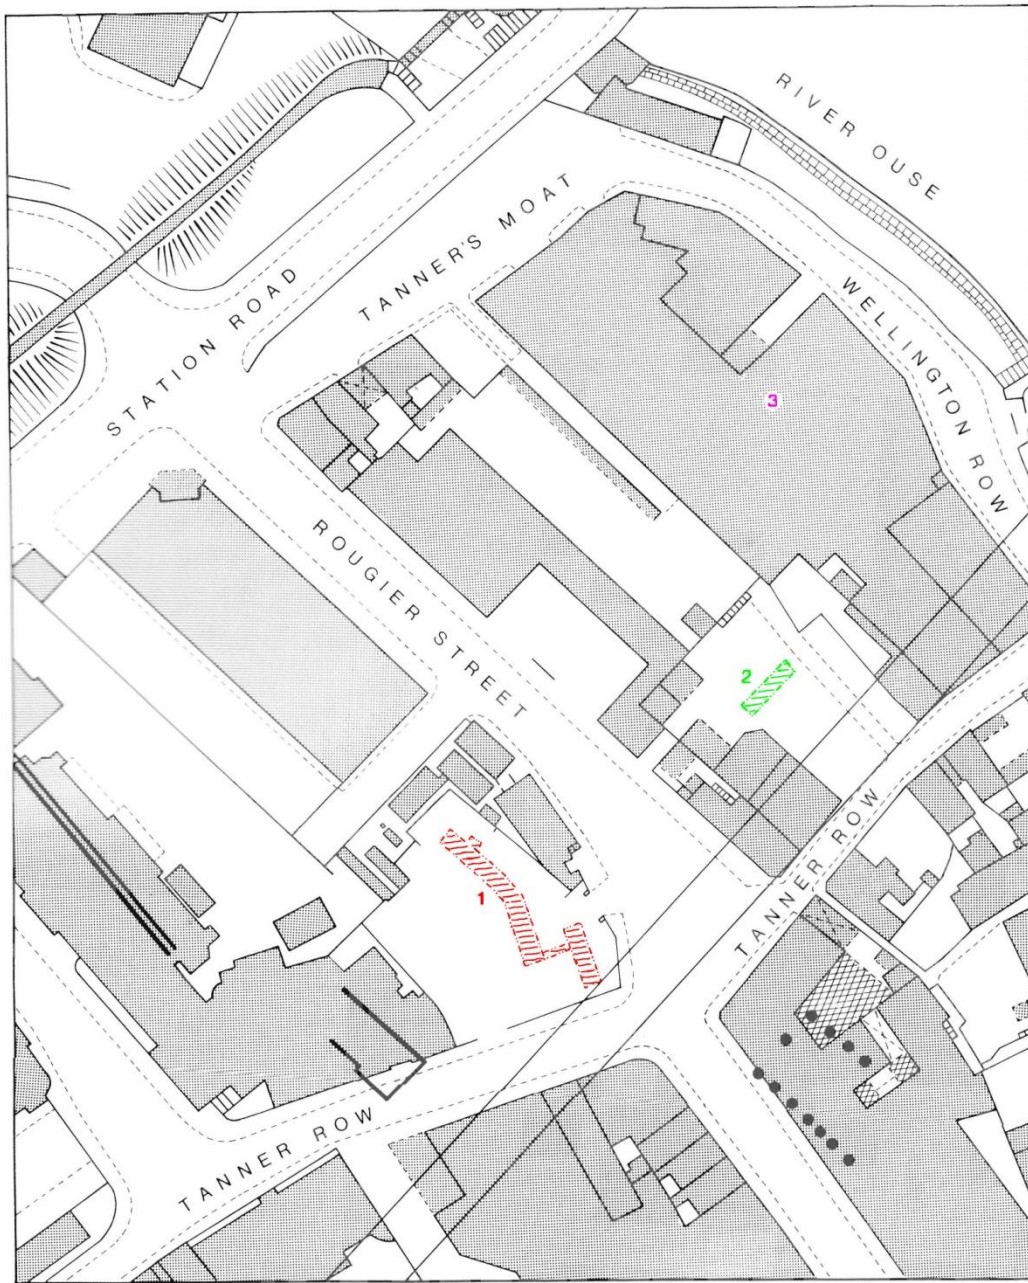 RIVER OUSE
TANNER'S MOAT
STATION ROAD
WELLINGTON ROW
3
ROUGIER STREET
2
TANNER ROW
1
TANNER ROW